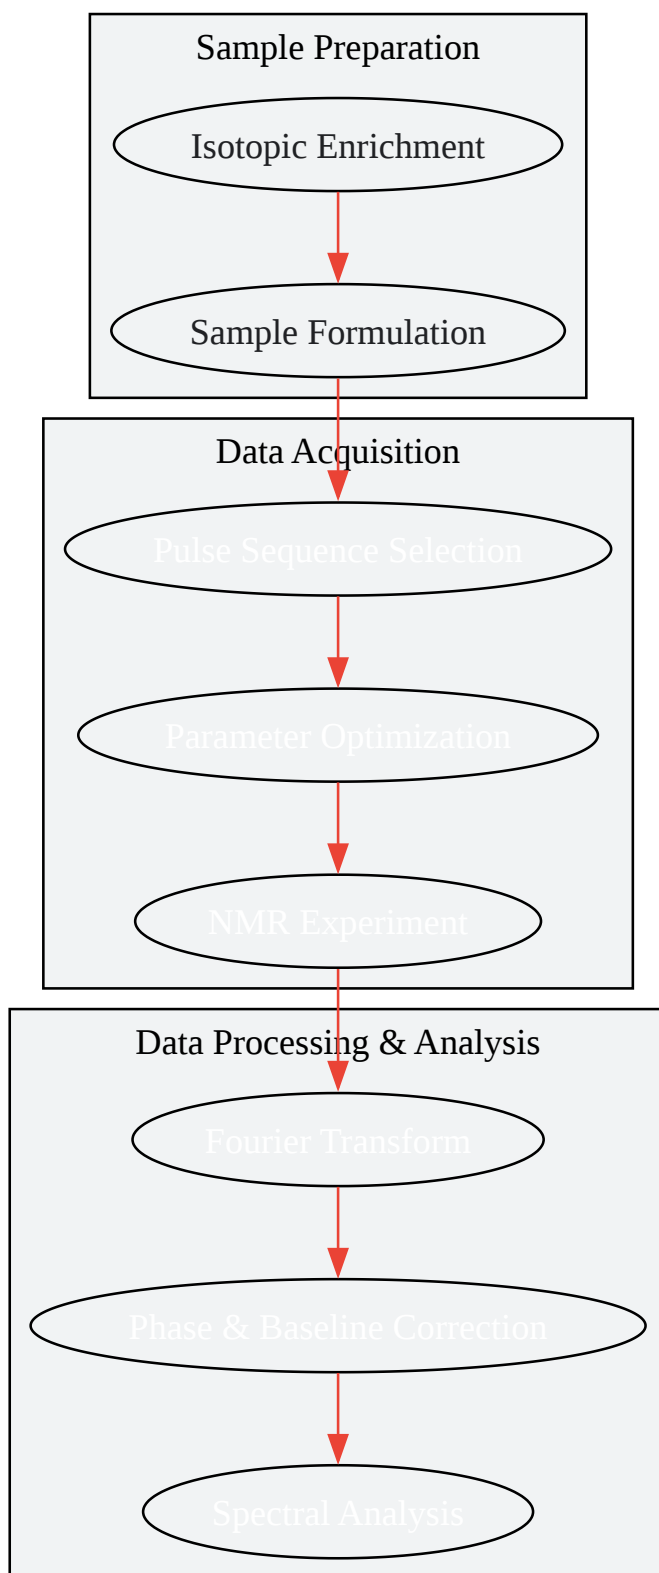 Sample Preparation
Isotopic Enrichment
Sample Formulation
Data Acquisition
Pulse Sequence Selection
Parameter Optimization
NMR Experiment
Data Processing & Analysis
Fourier Transform
Phase & Baseline Correction
Spectral Analysis